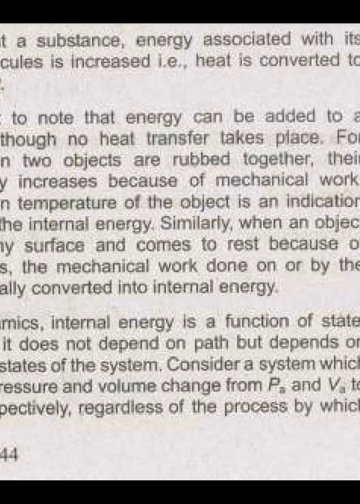 t a substance, energy associated with its
cules is increased i.e., heat is converted to
.
t to note that energy can be added to a
though no heat transfer takes place. For
n two objects are rubbed together, their
y increases because of mechanical work.
n temperature of the object is an indication
the internal energy. Similarly, when an objec
ny surface and comes to rest because o
s, the mechanical work done on or by the
ally converted into internal energy.
amics, internal energy is a function of state.
it does not depend on path but depends on
states of the system. Consider a system which
ressure and volume change from Pa and Va to
pectively, regardless of the process by which
44